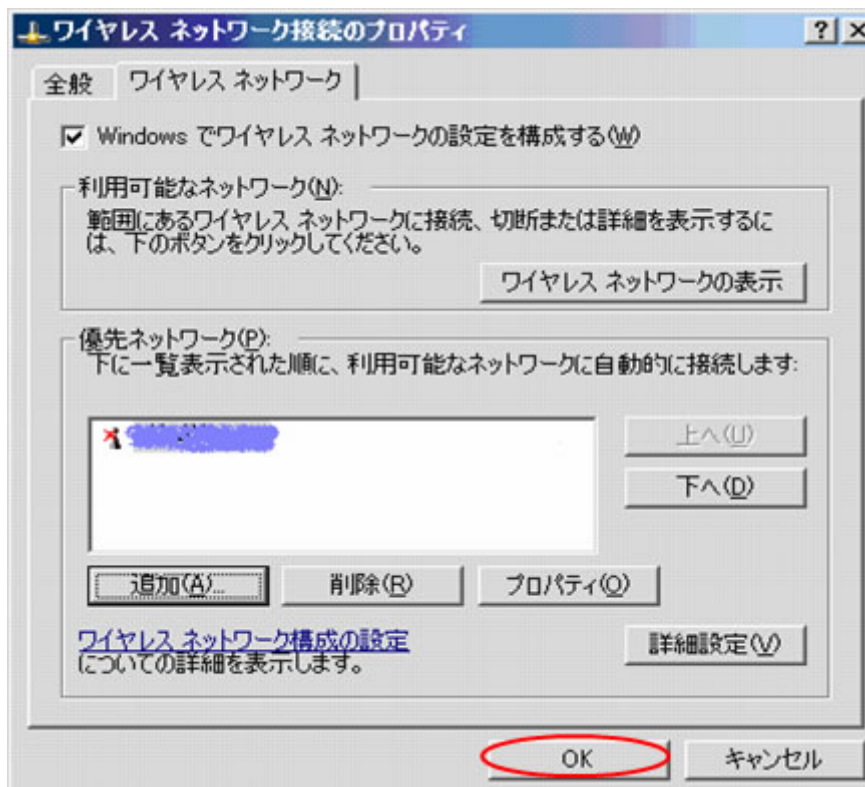 ワイヤレス ネットワーク接続のプロパティ
全般 ワイヤレス ネットワーク
Windows でワイヤレス ネットワークの設定を構成する(W)
利用可能なネットワーク(N):
範囲にあるワイヤレス ネットワークに接続、切断または詳細を表示するに
は、下のボタンをクリックしてください。
ワイヤレス ネットワークの表示
優先ネットワーク(P):
下に一覧表示された順に、利用可能なネットワークに自動的に接続します:
上へ(U)
下へ(D)
追加(A)... 削除(R) プロパティ(O)
ワイヤレス ネットワーク構成の設定
についての詳細を表示します。
詳細設定(V)
OK キャンセル